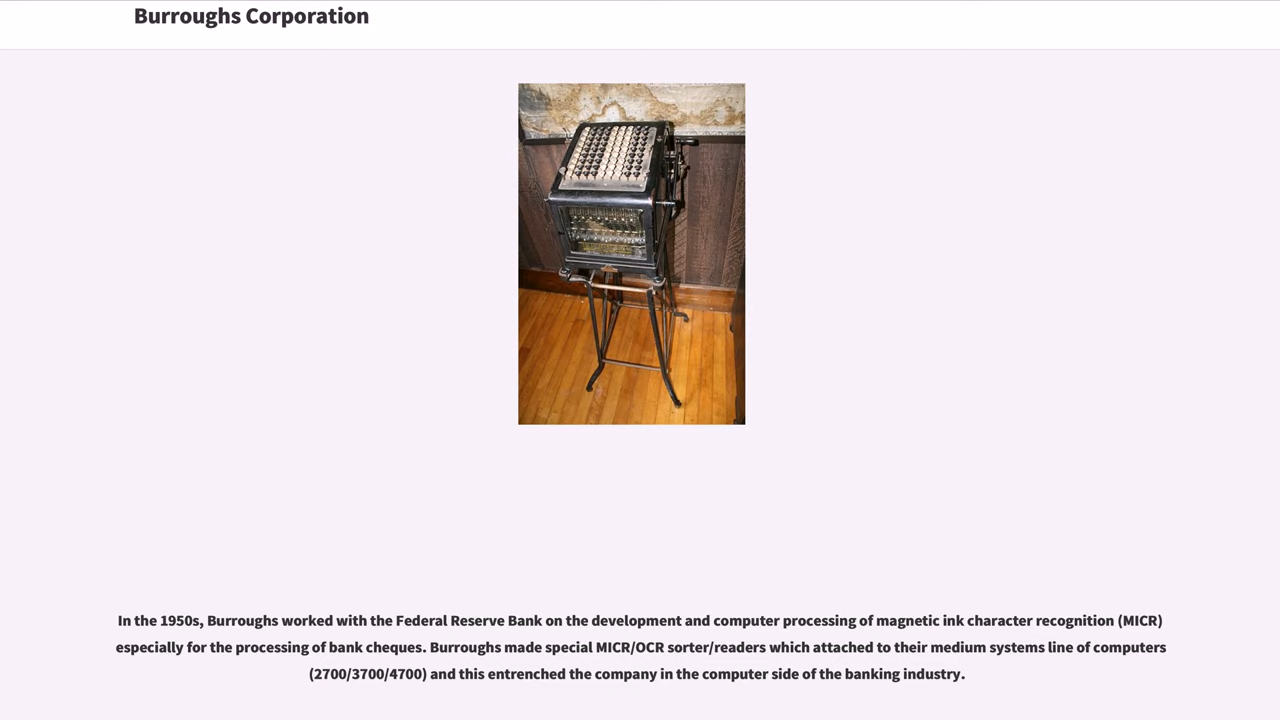 Burroughs Corporation
In the 1950s, Burroughs worked with the Federal Reserve Bank on the development and computer processing of magnetic ink character recognition (MICR)
especially for the processing of bank cheques. Burroughs made special MICR/OCR sorter/readers which attached to their medium systems line of computers
(2700/3700/4700) and this entrenched the company in the computer side of the banking industry.